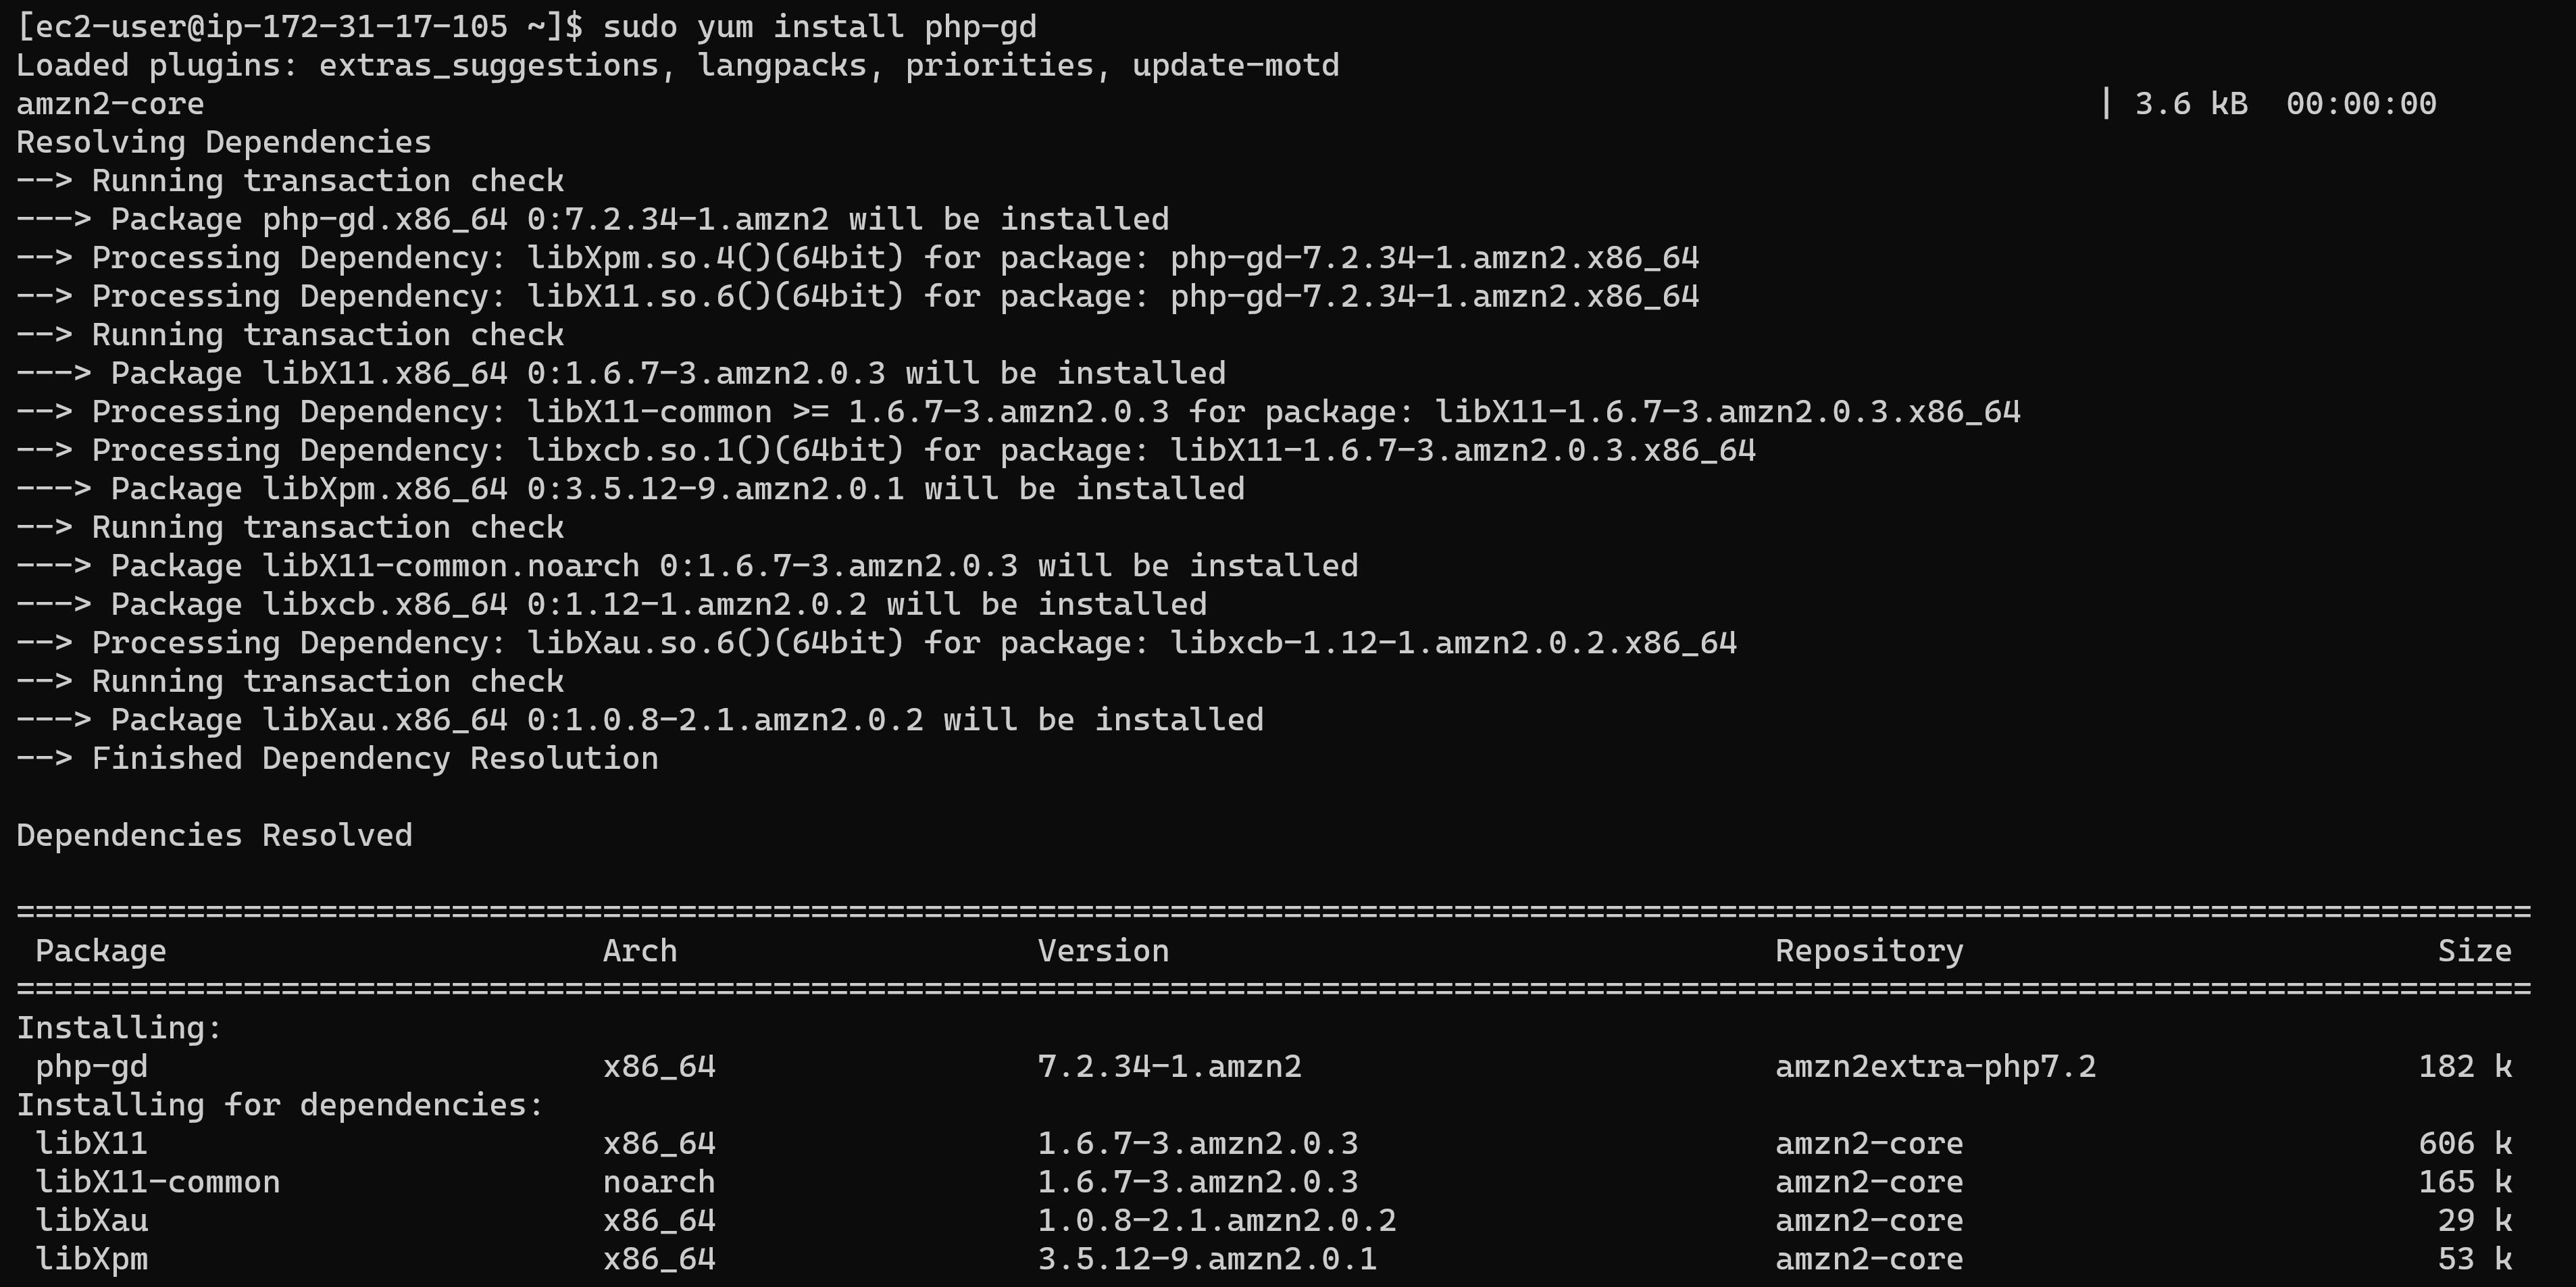 [ec2-user@ip-172-31-17-105 ~]$ sudo yum install php-gd
Loaded plugins: extras_suggestions, langpacks, priorities, update-motd
amzn2-core | 3.6 kB 00:00:00
Resolving Dependencies
--> Running transaction check
---> Package php-gd.x86_64 0:7.2.34-1.amzn2 will be installed
--> Processing Dependency: libXpm.so.4()(64bit) for package: php-gd-7.2.34-1.amzn2.x86_64
--> Processing Dependency: libX11.so.6()(64bit) for package: php-gd-7.2.34-1.amzn2.x86_64
--> Running transaction check
---> Package libX11.x86_64 0:1.6.7-3.amzn2.0.3 will be installed
--> Processing Dependency: libX11-common >= 1.6.7-3.amzn2.0.3 for package: libX11-1.6.7-3.amzn2.0.3.x86_64
--> Processing Dependency: libxcb.so.1()(64bit) for package: libX11-1.6.7-3.amzn2.0.3.x86_64
---> Package libXpm.x86_64 0:3.5.12-9.amzn2.0.1 will be installed
--> Running transaction check
---> Package libX11-common.noarch 0:1.6.7-3.amzn2.0.3 will be installed
---> Package libxcb.x86_64 0:1.12-1.amzn2.0.2 will be installed
--> Processing Dependency: libXau.so.6()(64bit) for package: libxcb-1.12-1.amzn2.0.2.x86_64
--> Running transaction check
---> Package libXau.x86_64 0:1.0.8-2.1.amzn2.0.2 will be installed
--> Finished Dependency Resolution
Dependencies Resolved
=====================================================================================================================================
Package Arch Version Repository Size
=====================================================================================================================================
Installing:
php-gd x86_64 7.2.34-1.amzn2 amzn2extra-php7.2 182 k
Installing for dependencies:
libX11 x86_64 1.6.7-3.amzn2.0.3 amzn2-core 606 k
libX11-common noarch 1.6.7-3.amzn2.0.3 amzn2-core 165 k
libXau x86_64 1.0.8-2.1.amzn2.0.2 amzn2-core 29 k
libXpm x86_64 3.5.12-9.amzn2.0.1 amzn2-core 53 k